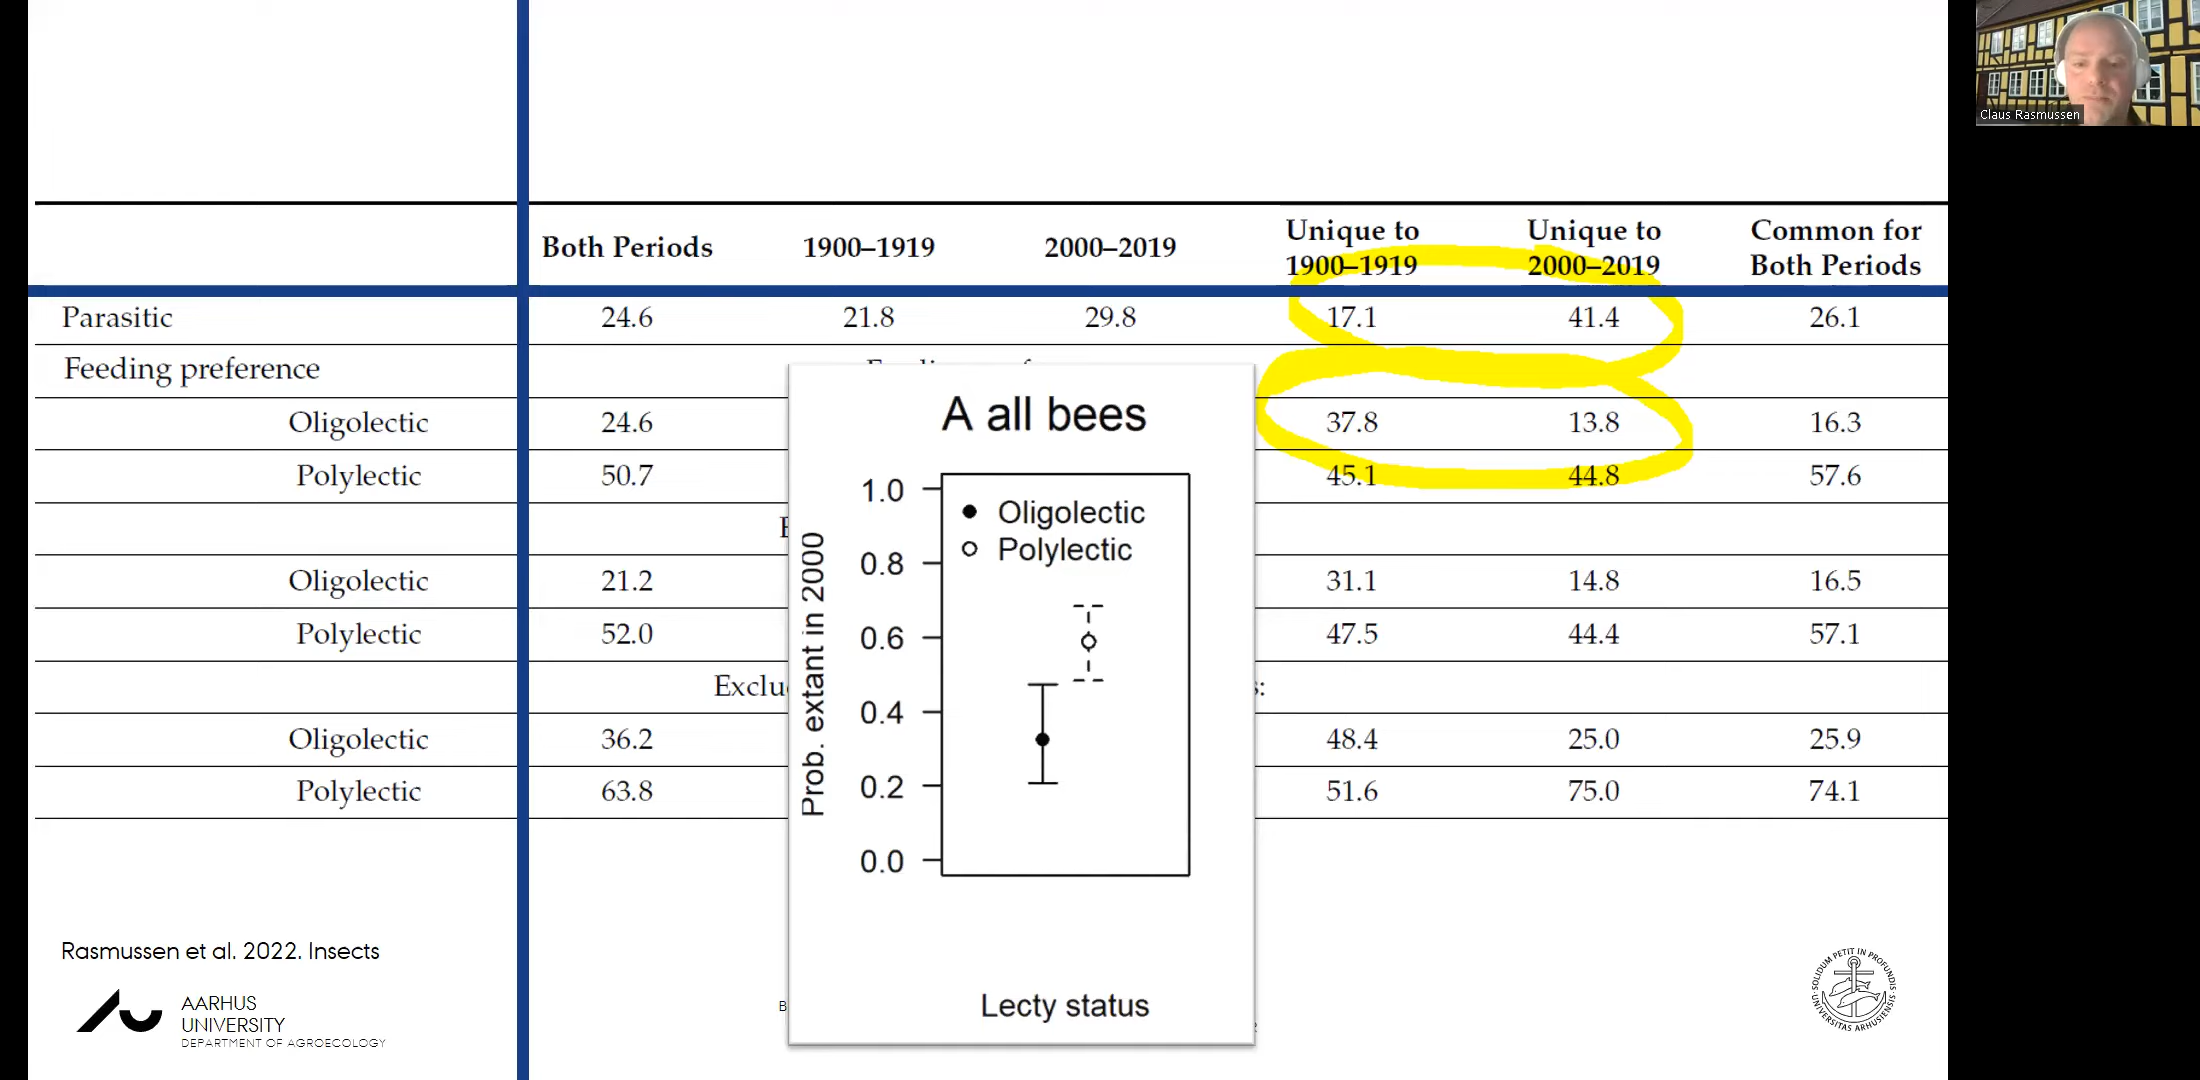 Claus Rasmussen
Both Periods 1900–1919 2000–2019 Unique to 1900–1919 Unique to 2000–2019 Common for Both Periods
Parasitic 24.6 21.8 29.8 17.1 41.4 26.1
Feeding preference
Oligolectic 24.6 37.8 13.8 16.3
Polylectic 50.7 45.1 44.8 57.6
Oligolectic 21.2 31.1 14.8 16.5
Polylectic 52.0 47.5 44.4 57.1
Oligolectic 36.2 48.4 25.0 25.9
Polylectic 63.8 51.6 75.0 74.1
A all bees
Oligolectic
Polylectic
Prob. extant in 2000
1.0
0.8
0.6
0.4
0.2
0.0
Lecty status
Rasmussen et al. 2022. Insects
AARHUS
UNIVERSITY
DEPARTMENT OF AGROECOLOGY
SOLIDUM PETIT IN PROFUNDIS
UNIVERSITAS ARHUSIENSIS